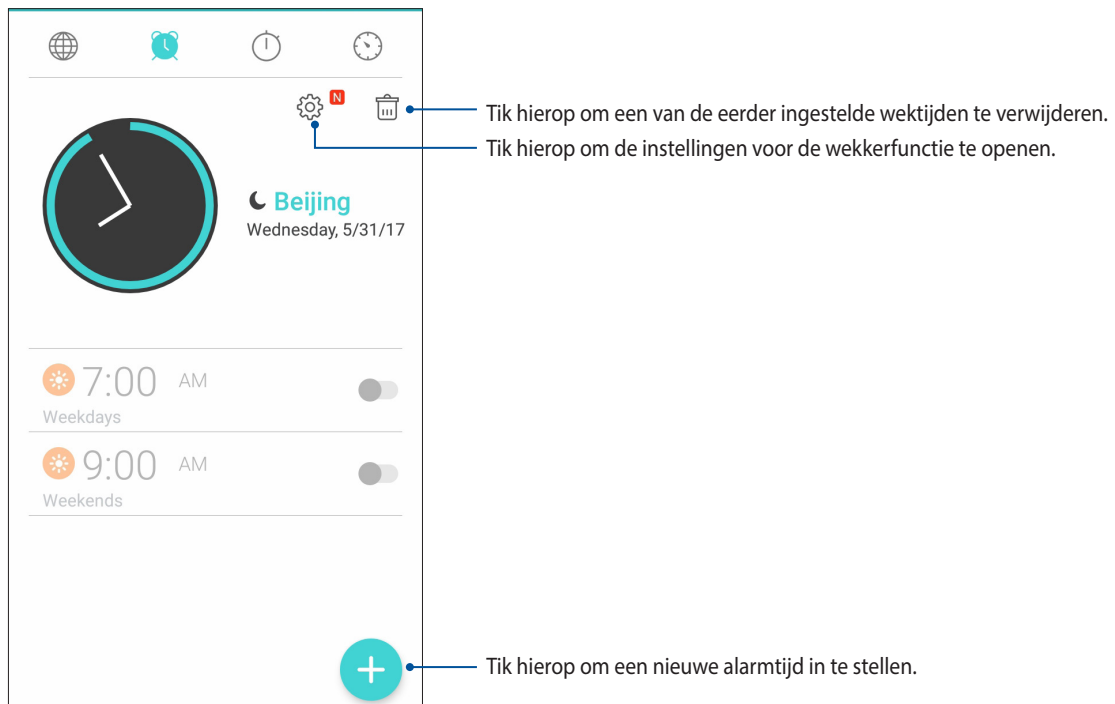 N
Tik hierop om een van de eerder ingestelde wektijden te verwijderen.
Tik hierop om de instellingen voor de wekkerfunctie te openen.
Beijing
Wednesday, 5/31/17
7:00 AM
Weekdays
9:00 AM
Weekends
Tik hierop om een nieuwe alarmtijd in te stellen.